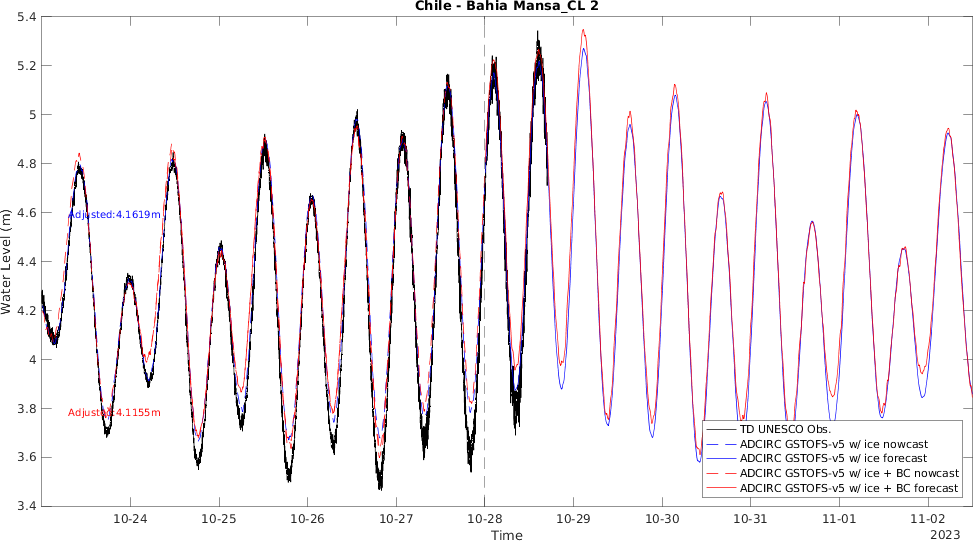 Chile - Bahia Mansa_CL 2
5.4
5.2
5
4.8
4.6
4.4
4.2
4
3.8
3.6
3.4
Water Level (m)
Adjusted:4.1619m
Adjusted:4.1155m
TD UNESCO Obs.
ADCIRC GSTOFS-v5 w/ ice nowcast
ADCIRC GSTOFS-v5 w/ ice forecast
ADCIRC GSTOFS-v5 w/ ice + BC nowcast
ADCIRC GSTOFS-v5 w/ ice + BC forecast
10-24 10-25 10-26 10-27 10-28 10-29 10-30 10-31 11-01 11-02
Time
2023